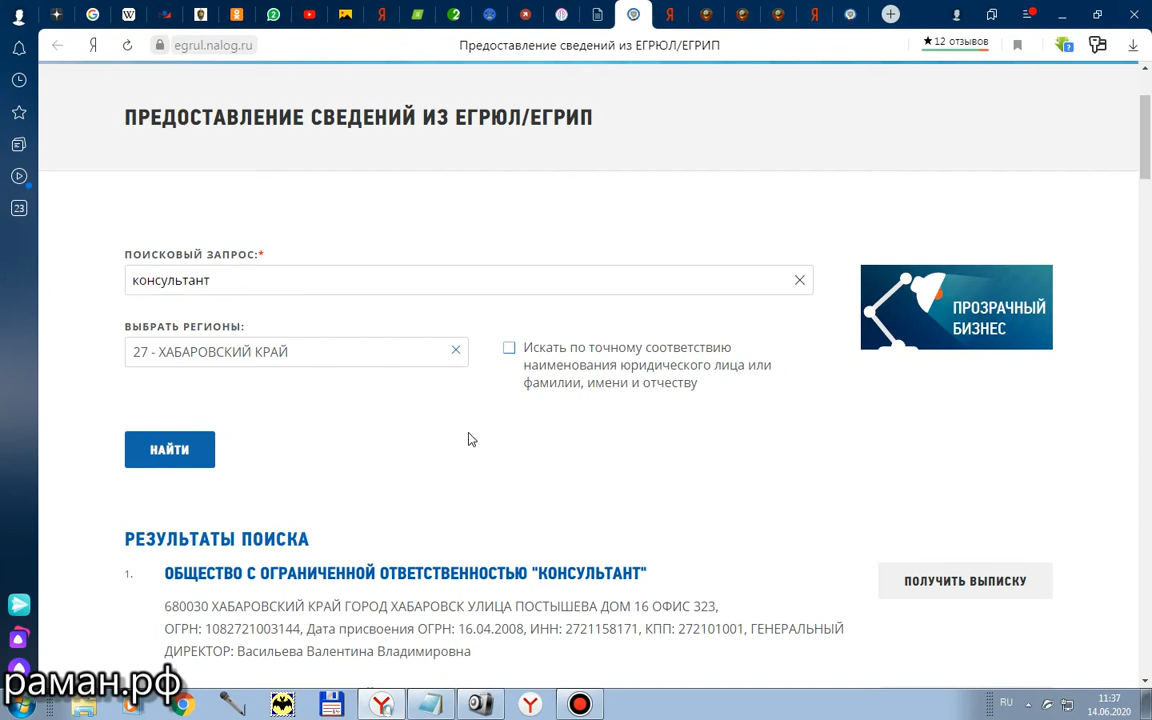 egrul.nalog.ru
Предоставление сведений из ЕГРЮЛ/ЕГРИП
★12 отзывов
ПРЕДОСТАВЛЕНИЕ СВЕДЕНИЙ ИЗ ЕГРЮЛ/ЕГРИП
ПОИСКОВЫЙ ЗАПРОС:*
консультант
ВЫБРАТЬ РЕГИОНЫ:
27 - ХАБАРОВСКИЙ КРАЙ
Искать по точному соответствию
наименования юридического лица или
фамилии, имени и отчеству
ПРОЗРАЧНЫЙ
БИЗНЕС
НАЙТИ
РЕЗУЛЬТАТЫ ПОИСКА
1. ОБЩЕСТВО С ОГРАНИЧЕННОЙ ОТВЕТСТВЕННОСТЬЮ "КОНСУЛЬТАНТ"
ПОЛУЧИТЬ ВЫПИСКУ
680030 ХАБАРОВСКИЙ КРАЙ ГОРОД ХАБАРОВСК УЛИЦА ПОСТЫШЕВА ДОМ 16 ОФИС 323,
ОГРН: 1082721003144, Дата присвоения ОГРН: 16.04.2008, ИНН: 2721158171, КПП: 272101001, ГЕНЕРАЛЬНЫЙ
ДИРЕКТОР: Васильева Валентина Владимировна
23
раман.рф
RU
11:37
14.06.2020